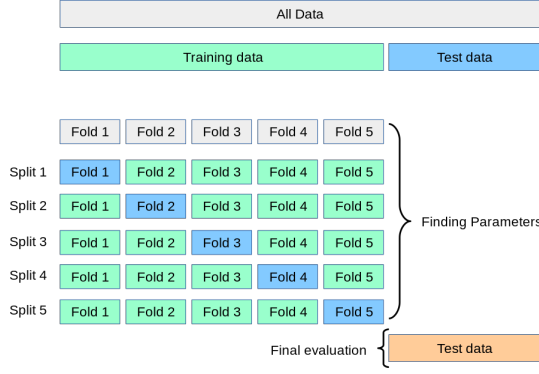 All Data
Training data Test data
Fold 1 Fold 2 Fold 3 Fold 4 Fold 5
Split 1 Fold 1 Fold 2 Fold 3 Fold 4 Fold 5
Split 2 Fold 1 Fold 2 Fold 3 Fold 4 Fold 5
Finding Parameters
Split 3 Fold 1 Fold 2 Fold 3 Fold 4 Fold 5
Split 4 Fold 1 Fold 2 Fold 3 Fold 4 Fold 5
Split 5 Fold 1 Fold 2 Fold 3 Fold 4 Fold 5
Final evaluation Test data